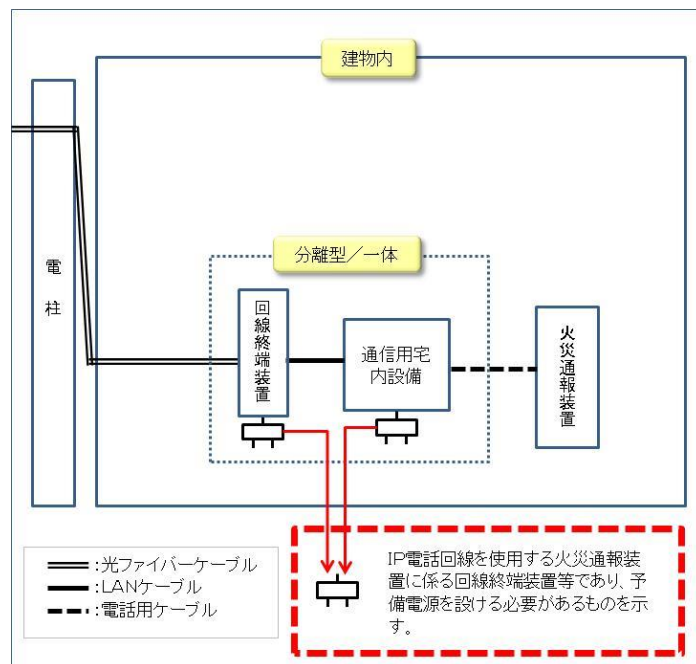 建物内
電柱
分離型／一体
回線終端装置
通信用宅
内設備
火災通報装置
IP電話回線を使用する火災通報装
置に係る回線終端装置等であり、予
備電源を設ける必要があるものを示
す。
:光ファイバーケーブル
:LANケーブル
:電話用ケーブル